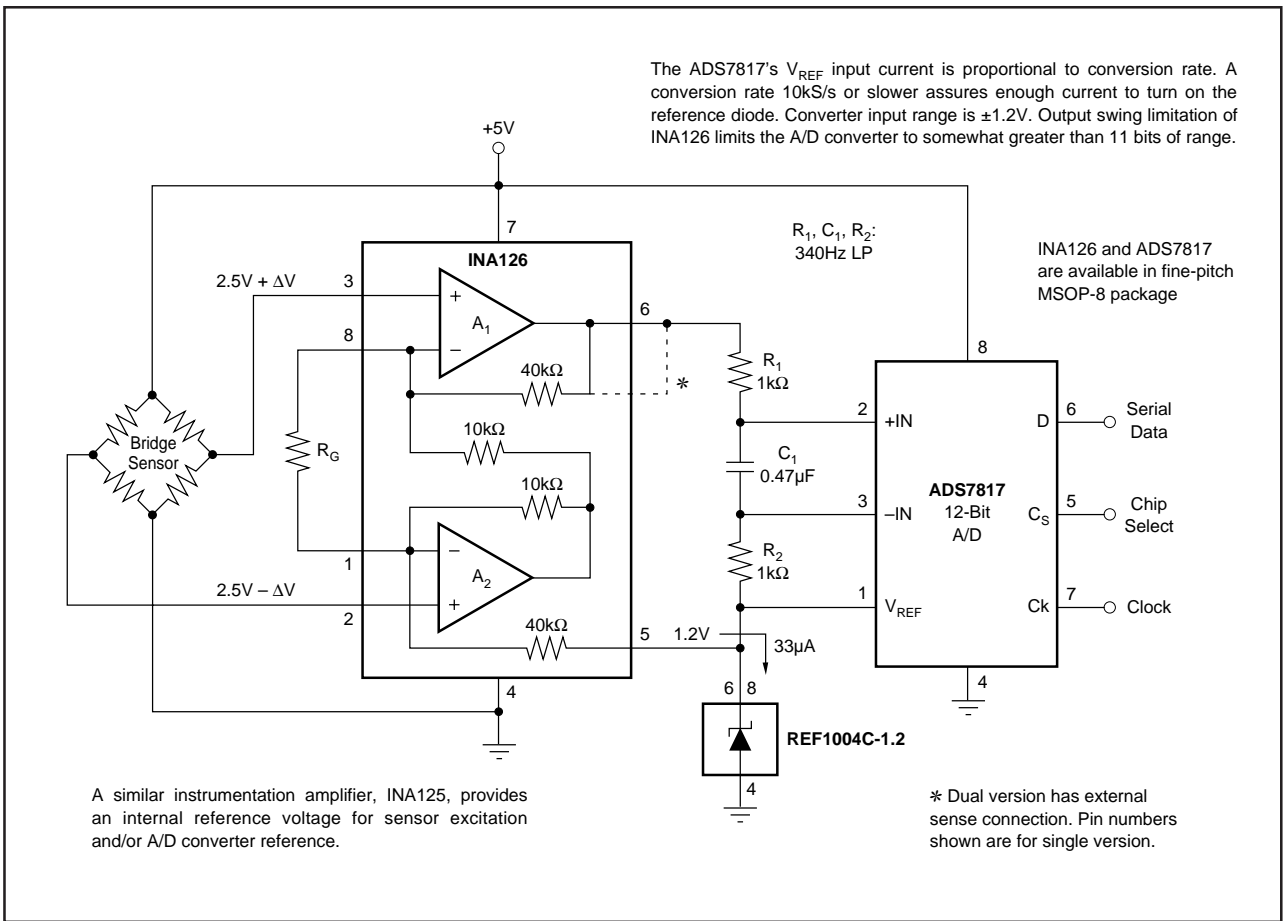 The ADS7817's VREF input current is proportional to conversion rate. A
conversion rate 10kS/s or slower assures enough current to turn on the
reference diode. Converter input range is ±1.2V. Output swing limitation of
INA126 limits the A/D converter to somewhat greater than 11 bits of range.
+5V
7
R1, C1, R2:
340Hz LP
INA126 and ADS7817
are available in fine-pitch
MSOP-8 package
INA126
2.5V + ΔV
3
+
A1
–
6
8
8
40kΩ
*
R1
1kΩ
2
+IN
D
6
Serial
Data
Bridge
Sensor
RG
10kΩ
C1
0.47µF
10kΩ
ADS7817
12-Bit
A/D
3
–IN
CS
5
Chip
Select
–
A2
+
1
R2
1kΩ
2.5V – ΔV
2
1
VREF
Ck
7
Clock
40kΩ
5
1.2V
33µA
4
4
6 8
REF1004C-1.2
4
A similar instrumentation amplifier, INA125, provides
an internal reference voltage for sensor excitation
and/or A/D converter reference.
* Dual version has external
sense connection. Pin numbers
shown are for single version.